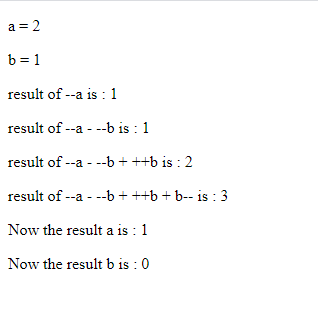 a = 2
b = 1
result of --a is : 1
result of --a - --b is : 1
result of --a - --b + ++b is : 2
result of --a - --b + ++b + b-- is : 3
Now the result a is : 1
Now the result b is : 0